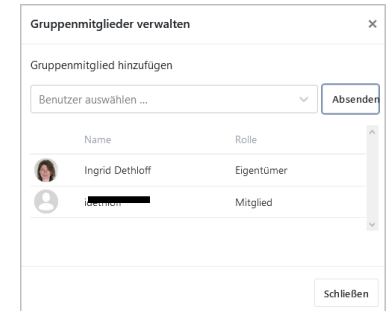 Gruppenmitglieder verwalten ×
Gruppenmitglied hinzufügen
Benutzer auswählen ... Absenden
Name Rolle
Ingrid Dethloff Eigentümer
Mitglied
Schließen